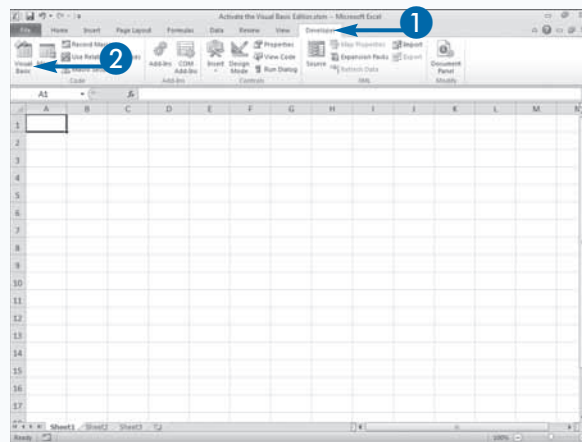 Activate the Visual Basic Editor.xlsm - Microsoft Excel
1
File Home Insert Page Layout Formulas Data Review View Developer
Visual Basic
Record Macro
Use Relative
Code
2
Add-Ins
COM Add-Ins
Add-Ins
Insert
Design Mode
Properties
View Code
Run Dialog
Controls
Source
Map Properties
Expansion Packs
Refresh Data
Import
Export
XML
Document Panel
Modify
A1 fx
A B C D E F G H I J K L M N
1
2
3
4
5
6
7
8
9
10
11
12
13
14
15
16
17
Sheet1 Sheet2 Sheet3
Ready 100%